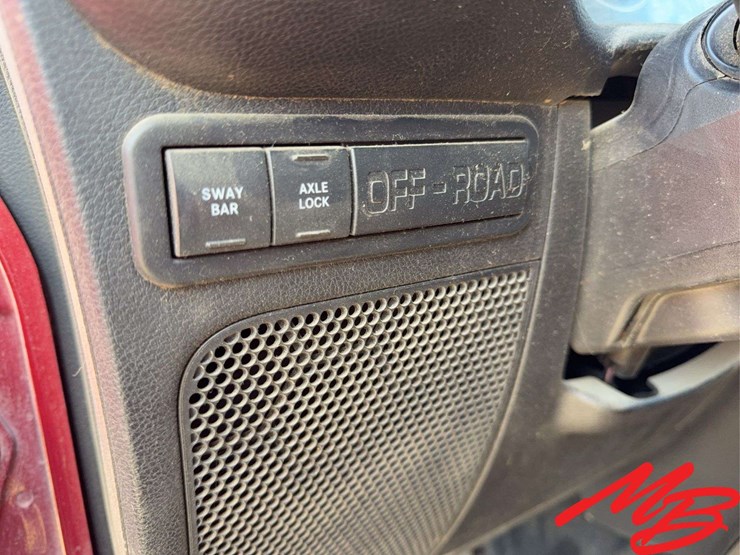 SWAY
BAR
AXLE
LOCK
OFF-ROAD
MB